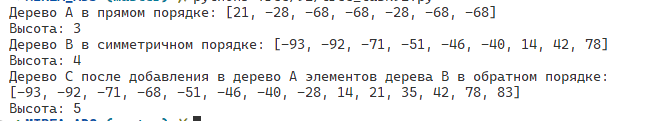 Дерево A в прямом порядке: [21, -28, -68, -68, -28, -68, -68]
Высота: 3
Дерево B в симметричном порядке: [-93, -92, -71, -51, -46, -40, 14, 42, 78]
Высота: 4
Дерево C после добавления в дерево A элементов дерева B в обратном порядке:
[-93, -92, -71, -68, -51, -46, -40, -28, 14, 21, 35, 42, 78, 83]
Высота: 5